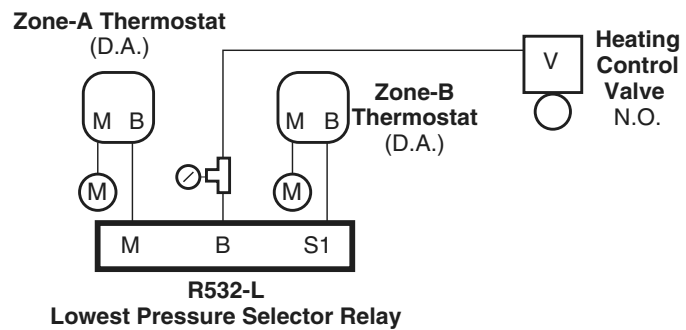 Zone-A Thermostat
(D.A.)
M B
M
Zone-B
Thermostat
(D.A.)
M B
M
V
Heating
Control
Valve
N.O.
M B S1
R532-L
Lowest Pressure Selector Relay